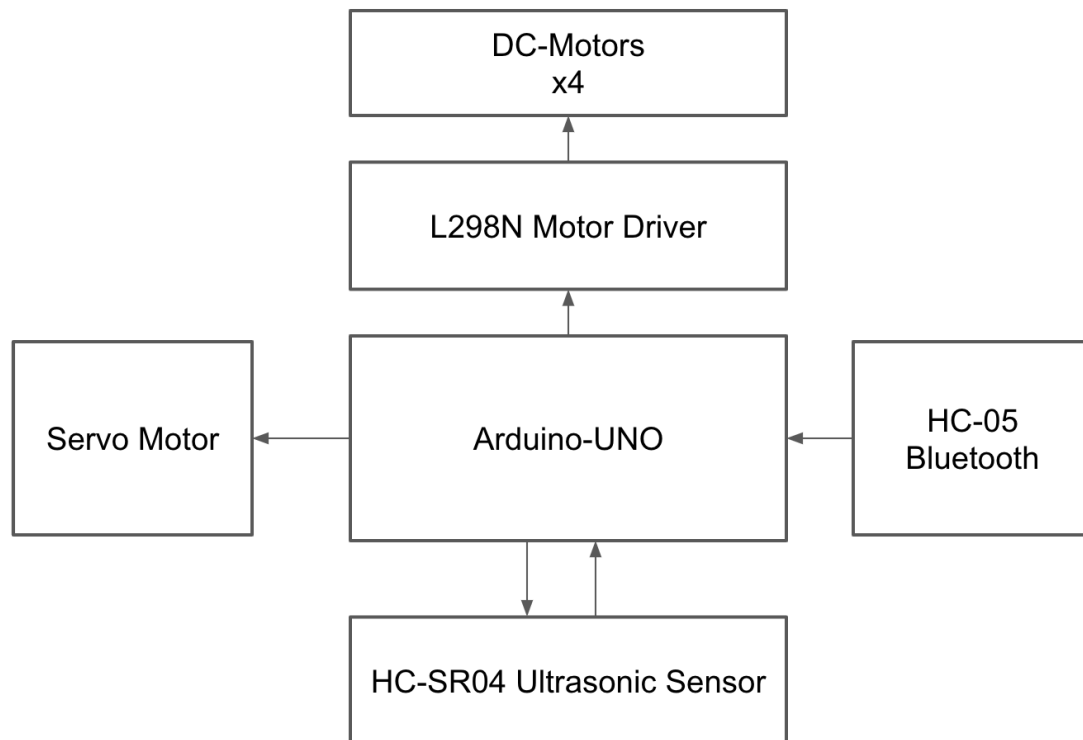 DC-Motors
x4
L298N Motor Driver
Servo Motor
Arduino-UNO
HC-05
Bluetooth
HC-SR04 Ultrasonic Sensor